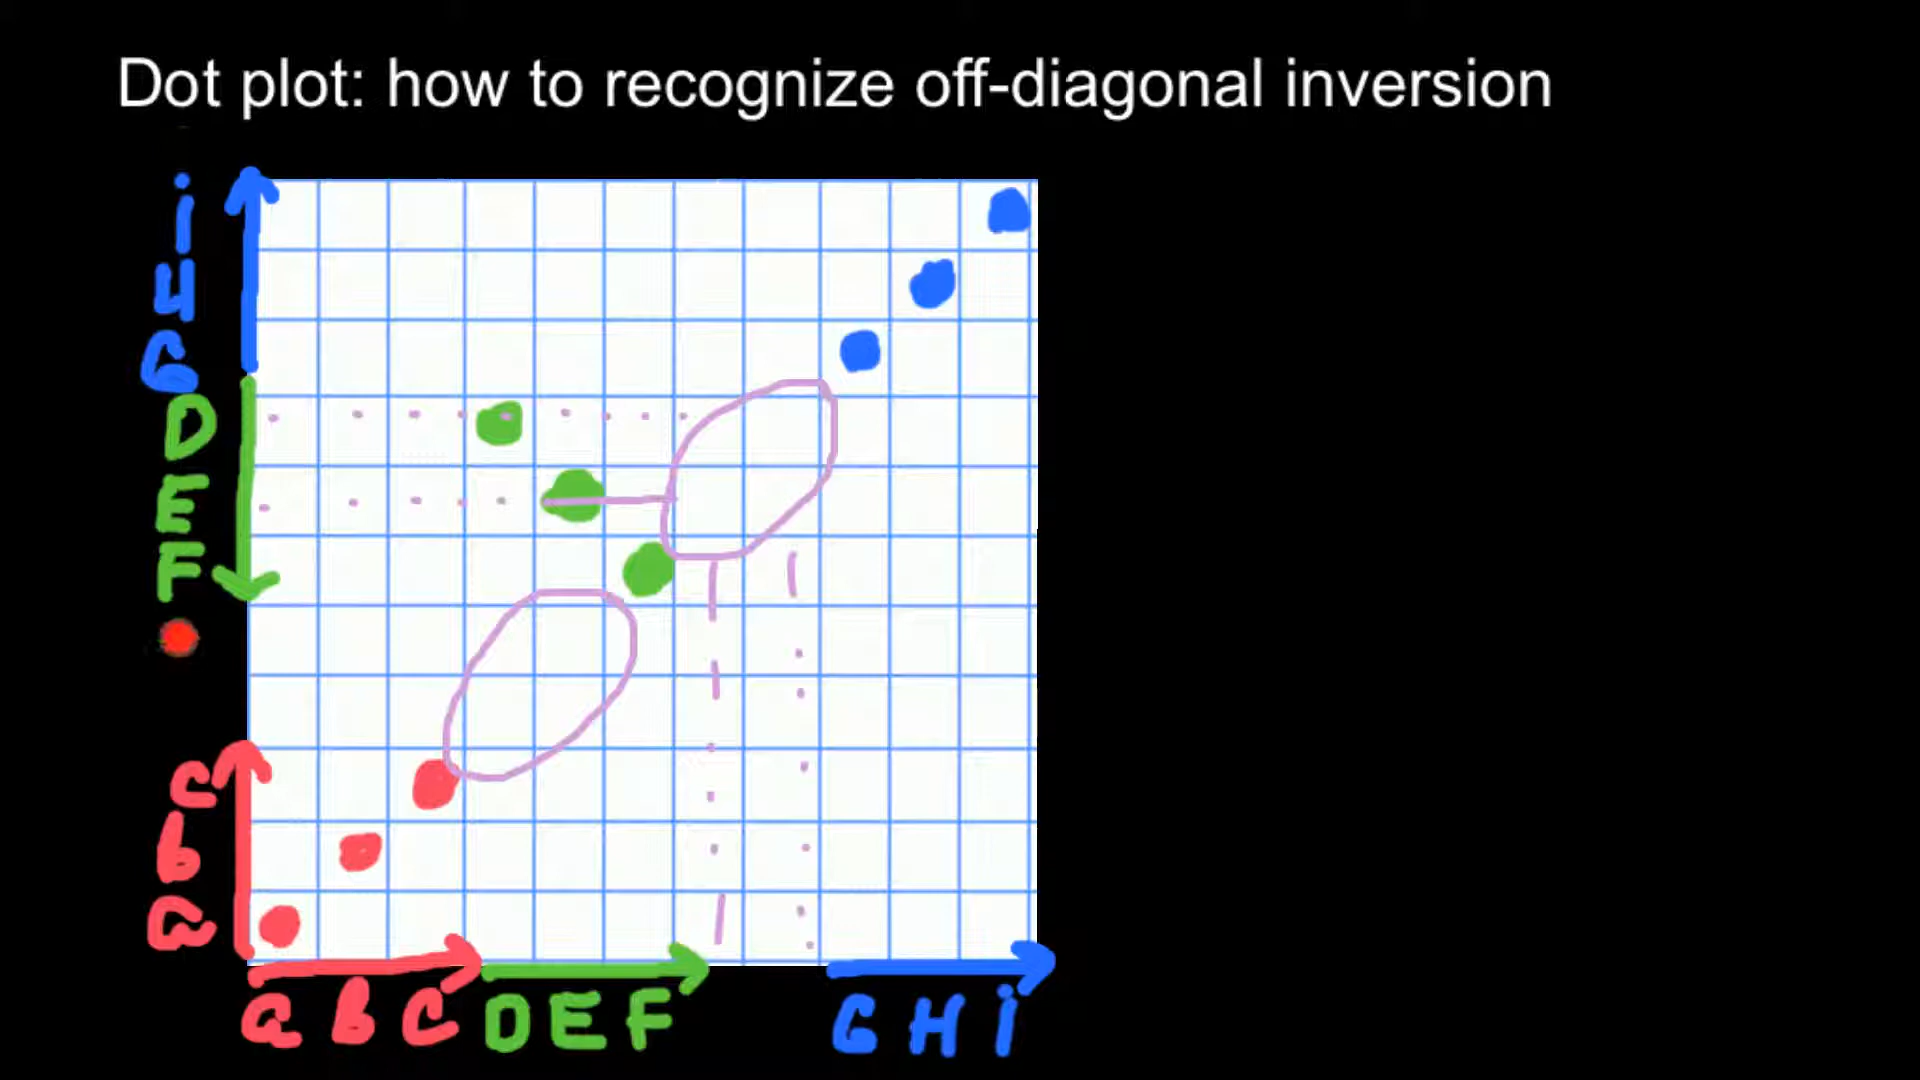 Dot plot: how to recognize off-diagonal inversion
i
H
G
D
E
F
c
b
a
a b c D E F G H i